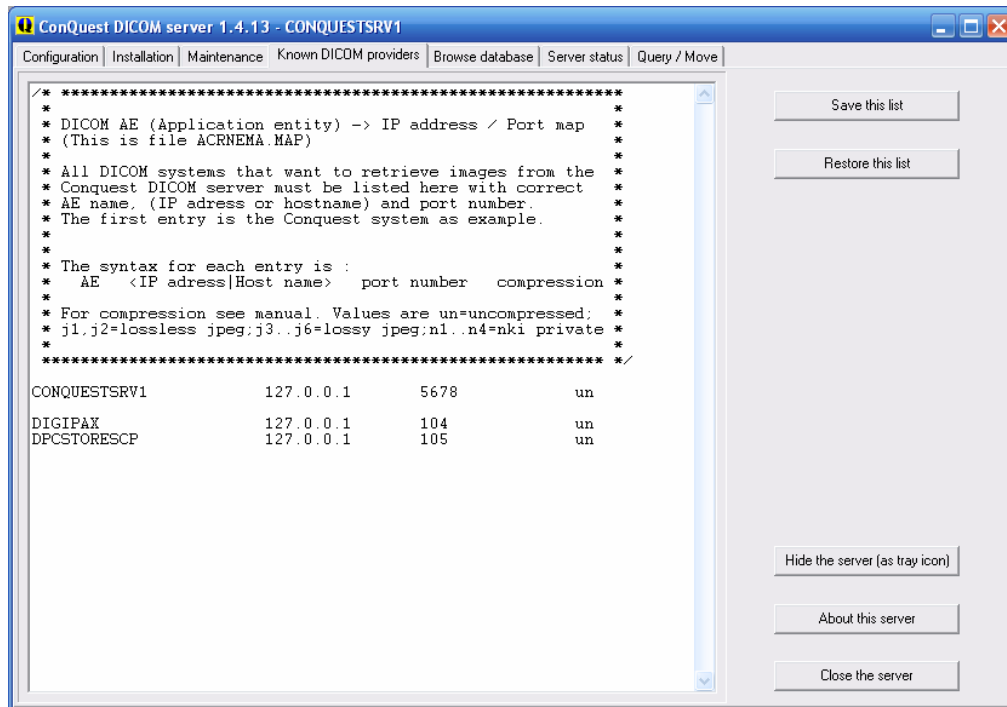 ConQuest DICOM server 1.4.13 - CONQUESTSRV1
Configuration Installation Maintenance Known DICOM providers Browse database Server status Query / Move
/* **********************************************************
* *
* DICOM AE (Application entity) -> IP address / Port map *
* (This is file ACRNEMA.MAP) *
* *
* All DICOM systems that want to retrieve images from the *
* Conquest DICOM server must be listed here with correct *
* AE name, (IP adress or hostname) and port number. *
* The first entry is the Conquest system as example. *
* *
* *
* The syntax for each entry is : *
* AE <IP adress|Host name> port number compression *
* *
* For compression see manual. Values are un=uncompressed; *
* j1,j2=lossless jpeg;j3..j6=lossy jpeg;n1..n4=nki private *
* *
********************************************************** */
CONQUESTSRV1 127.0.0.1 5678 un
DIGIPAX 127.0.0.1 104 un
DPCSTORESCP 127.0.0.1 105 un
Save this list
Restore this list
Hide the server (as tray icon)
About this server
Close the server